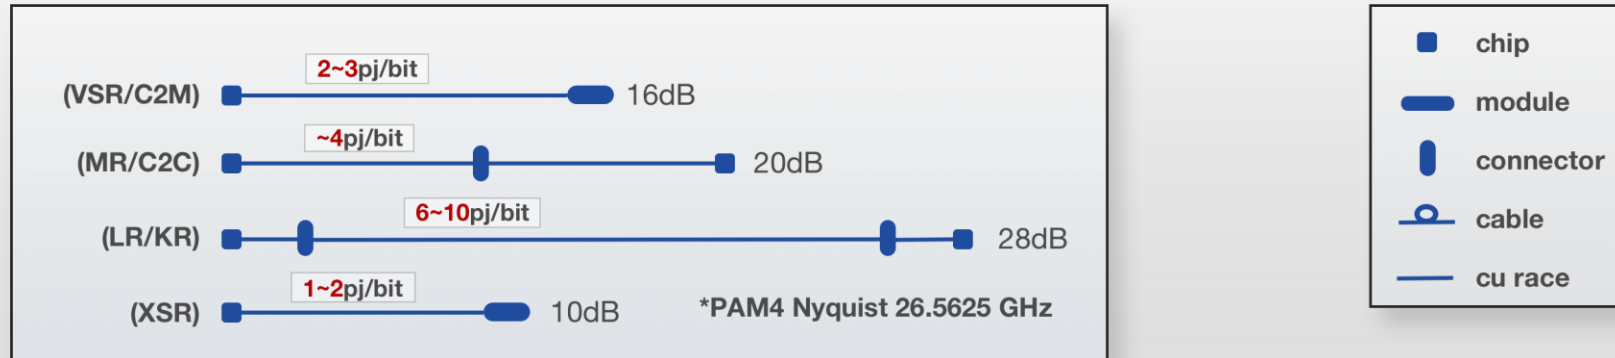 2~3pj/bit
(VSR/C2M) 16dB
~4pj/bit
(MR/C2C) 20dB
6~10pj/bit
(LR/KR) 28dB
1~2pj/bit
(XSR) 10dB *PAM4 Nyquist 26.5625 GHz
chip
module
connector
cable
cu race